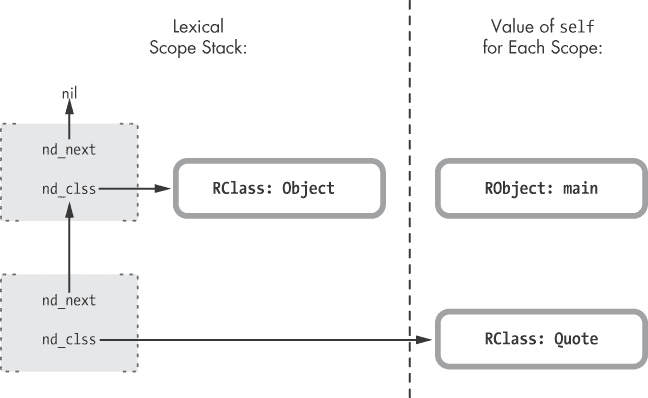 Lexical
Scope Stack:
Value of self
for Each Scope:
nil
nd_next
nd_clss
RClass: Object
RObject: main
nd_next
nd_clss
RClass: Quote